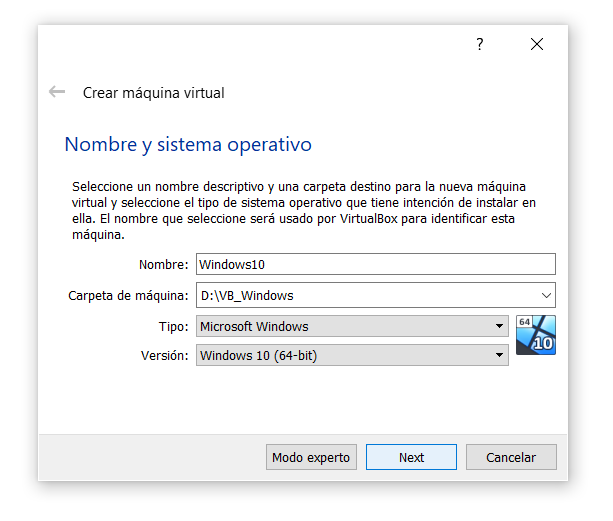 ?
Crear máquina virtual
Nombre y sistema operativo
Seleccione un nombre descriptivo y una carpeta destino para la nueva máquina
virtual y seleccione el tipo de sistema operativo que tiene intención de instalar en
ella. El nombre que seleccione será usado por VirtualBox para identificar esta
máquina.
Nombre: Windows10
Carpeta de máquina: D:\VB_Windows
Tipo: Microsoft Windows
64
Versión: Windows 10 (64-bit)
10
Modo experto Next Cancelar